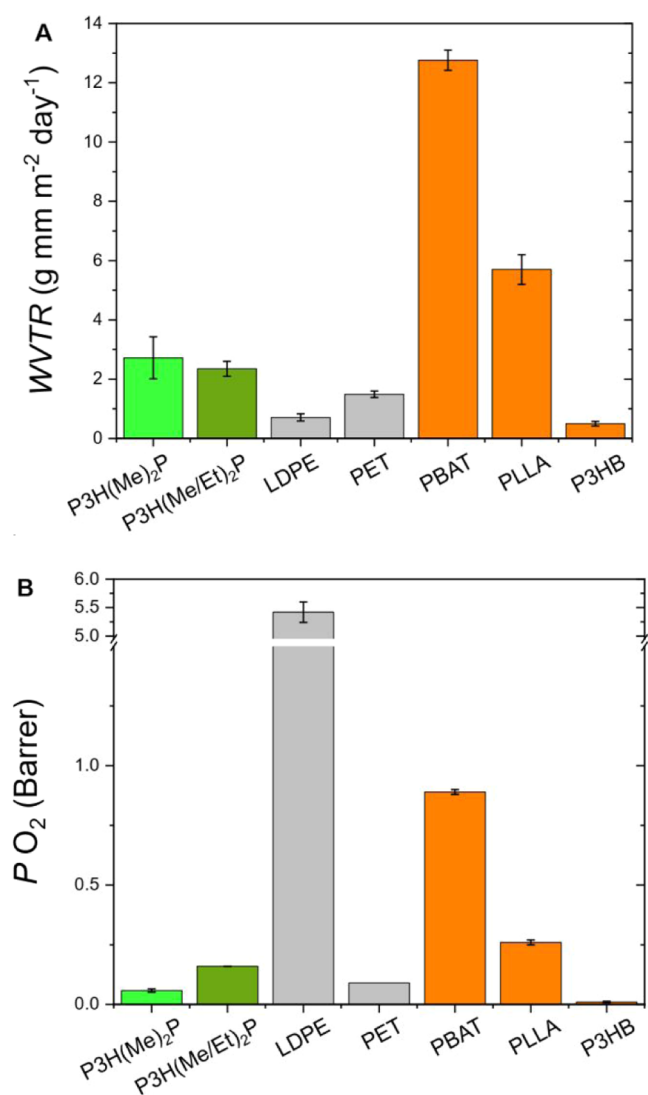 A
WVTR (g mm m⁻² day⁻¹)
14
12
10
8
6
4
2
0
P3H(Me)₂P
P3H(Me/Et)₂P
LDPE
PET
PBAT
PLLA
P3HB
B
P O₂ (Barrer)
6.0
5.5
5.0
1.0
0.5
0.0
P3H(Me)₂P
P3H(Me/Et)₂P
LDPE
PET
PBAT
PLLA
P3HB